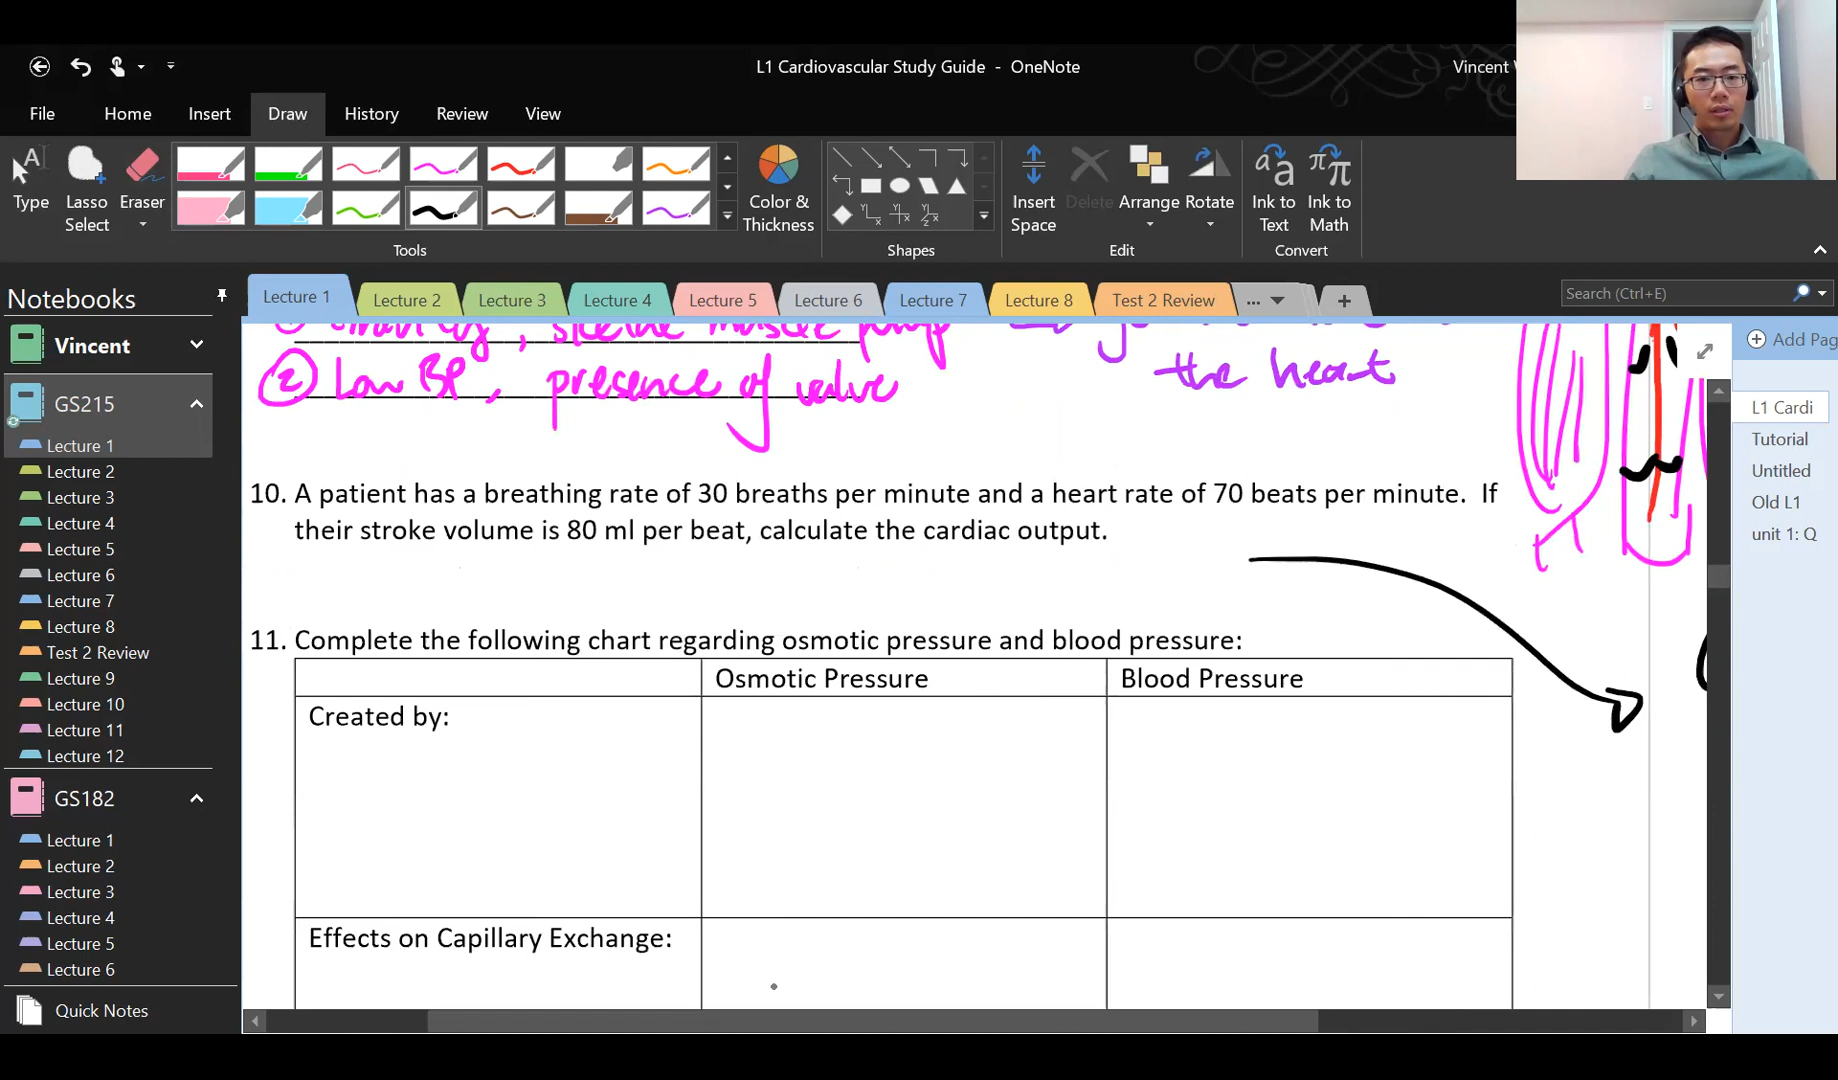 L1 Cardiovascular Study Guide - OneNote
Vincent
File Home Insert Draw History Review View
Type
Lasso Select
Eraser
Color & Thickness
Insert Space
Delete
Arrange
Rotate
Ink to Text
Ink to Math
Tools
Shapes
Edit
Convert
Notebooks
Lecture 1 Lecture 2 Lecture 3 Lecture 4 Lecture 5 Lecture 6 Lecture 7 Lecture 8 Test 2 Review ... +
Search (Ctrl+E)
Vincent
GS215
Lecture 1
Lecture 2
Lecture 3
Lecture 4
Lecture 5
Lecture 6
Lecture 7
Lecture 8
Test 2 Review
Lecture 9
Lecture 10
Lecture 11
Lecture 12
GS182
Lecture 1
Lecture 2
Lecture 3
Lecture 4
Lecture 5
Lecture 6
Quick Notes
Add Pag
L1 Cardi
Tutorial
Untitled
Old L1
unit 1: Q
② Low BP, presence of valve
the heart
10. A patient has a breathing rate of 30 breaths per minute and a heart rate of 70 beats per minute. If
their stroke volume is 80 ml per beat, calculate the cardiac output.
11. Complete the following chart regarding osmotic pressure and blood pressure:
Osmotic Pressure Blood Pressure
Created by:
Effects on Capillary Exchange: